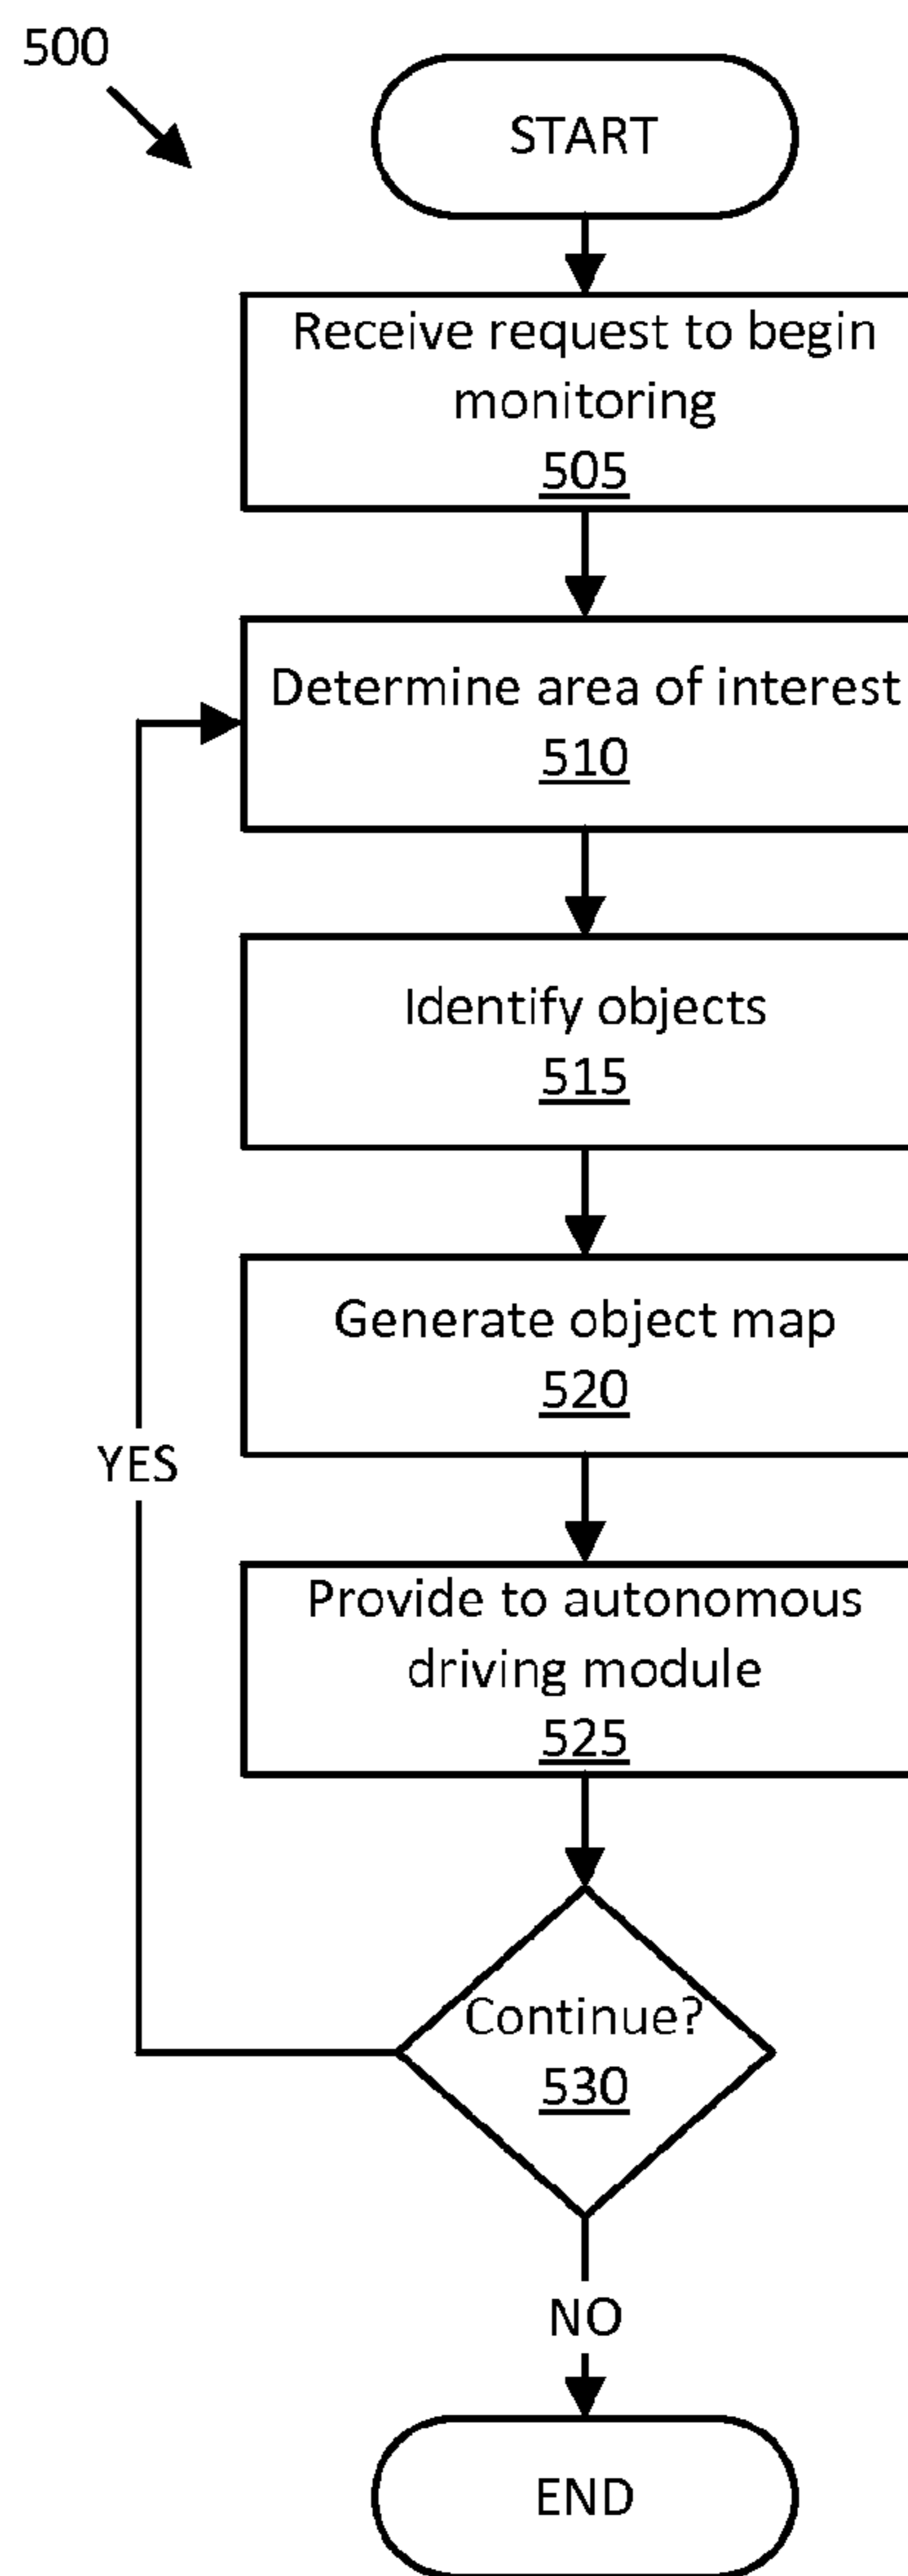 500
START
Receive request to begin
monitoring
505
Determine area of interest
510
Identify objects
515
Generate object map
520
YES
Provide to autonomous
driving module
525
Continue?
530
NO
END